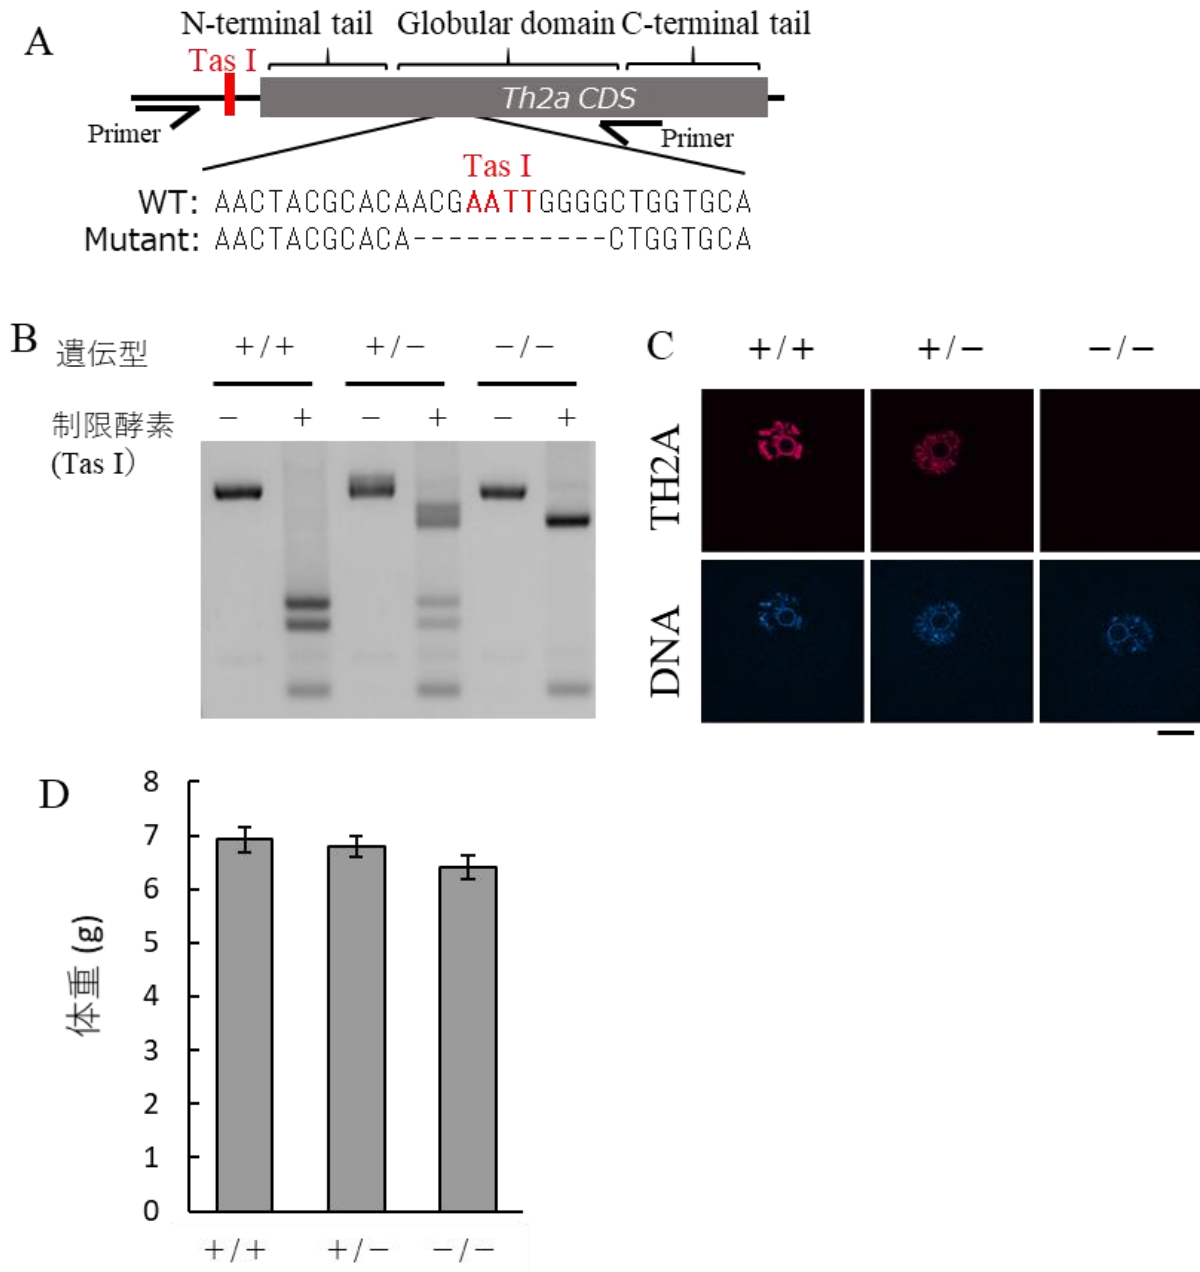 A
N-terminal tail Globular domain C-terminal tail
Tas I
Th2a CDS
Primer
Primer
Tas I
WT: AACTACGCACAACGAATTGGGGCTGGTGCA
Mutant: AACTACGCACA-----------CTGGTGCA
B
遺伝型 +/+ +/− −/−
制限酵素 − + − + − +
(Tas I)
C
+/+ +/− −/−
TH2A
DNA
D
体重 (g)
8
7
6
5
4
3
2
1
0
+/+ +/− −/−